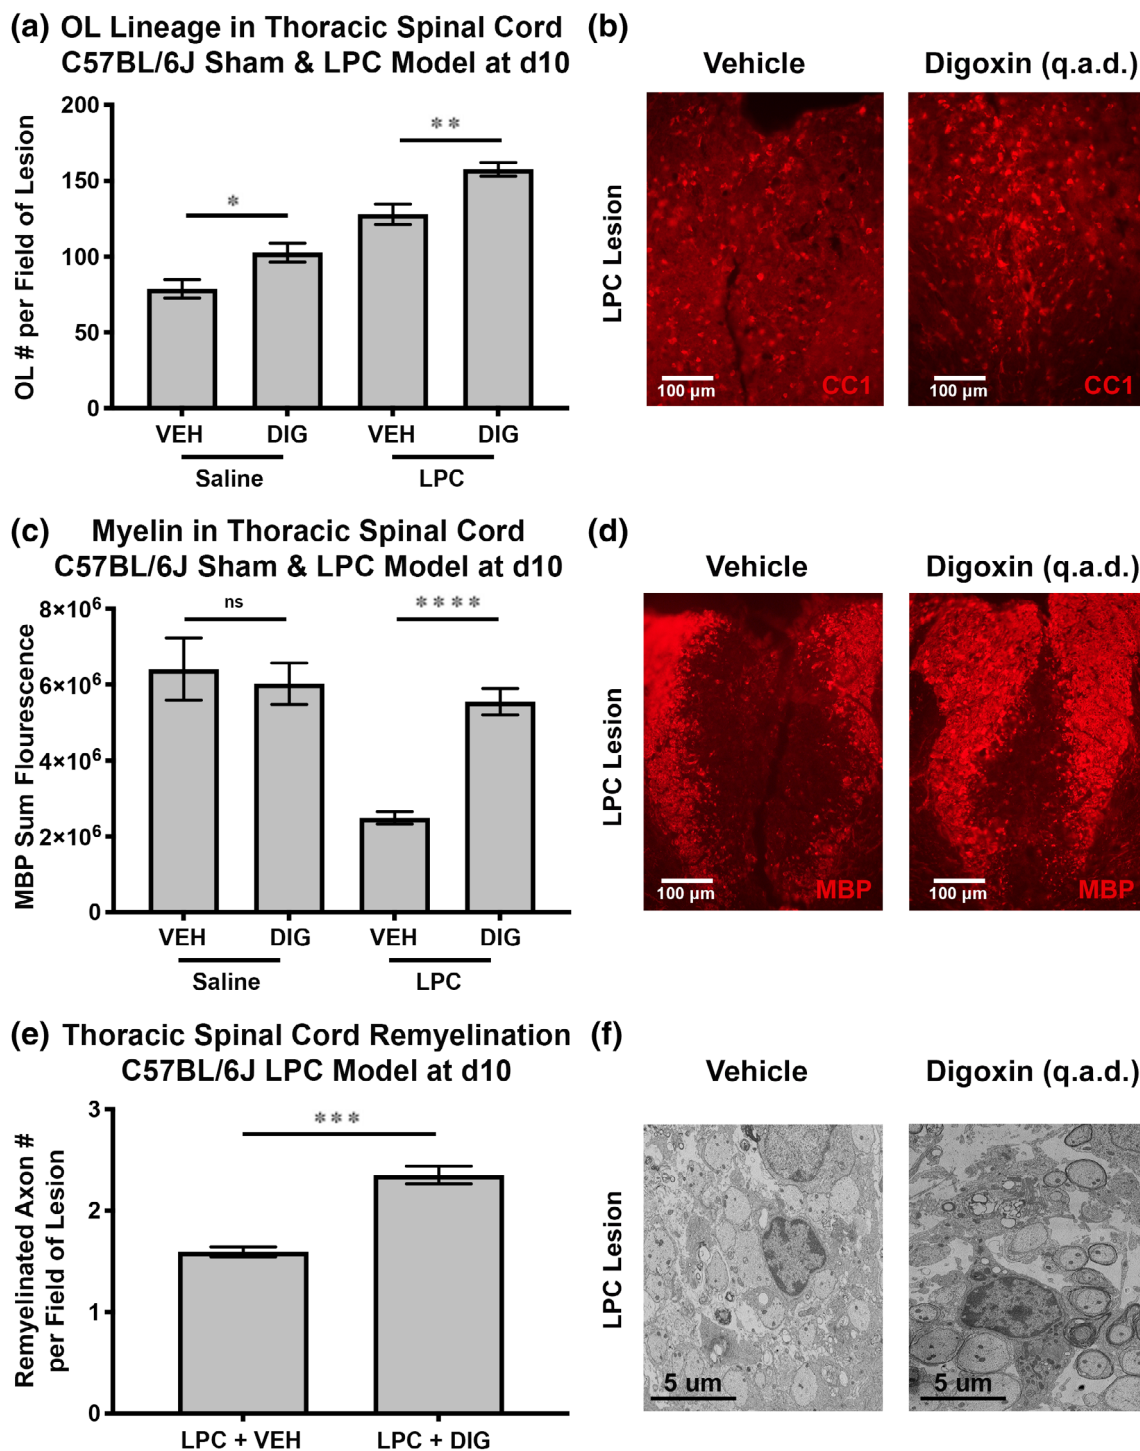 (a) OL Lineage in Thoracic Spinal Cord
C57BL/6J Sham & LPC Model at d10
OL # per Field of Lesion
200
150
100
50
0
*
**
VEH DIG VEH DIG
Saline LPC
(b)
Vehicle Digoxin (q.a.d.)
LPC Lesion
100 µm CC1
100 µm CC1
(c) Myelin in Thoracic Spinal Cord
C57BL/6J Sham & LPC Model at d10
MBP Sum Flourescence
8×10⁶
6×10⁶
4×10⁶
2×10⁶
0
ns
****
VEH DIG VEH DIG
Saline LPC
(d)
Vehicle Digoxin (q.a.d.)
LPC Lesion
100 µm MBP
100 µm MBP
(e) Thoracic Spinal Cord Remyelination
C57BL/6J LPC Model at d10
Remyelinated Axon #
per Field of Lesion
3
2
1
0
***
LPC + VEH LPC + DIG
(f)
Vehicle Digoxin (q.a.d.)
LPC Lesion
5 um
5 um